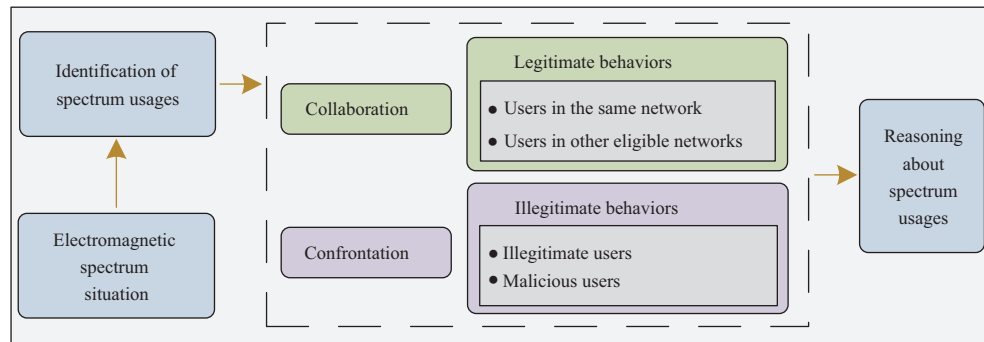 Identification of
spectrum usages
Electromagnetic
spectrum
situation
Collaboration
Legitimate behaviors
● Users in the same network
● Users in other eligible networks
Confrontation
Illegitimate behaviors
● Illegitimate users
● Malicious users
Reasoning
about
spectrum
usages